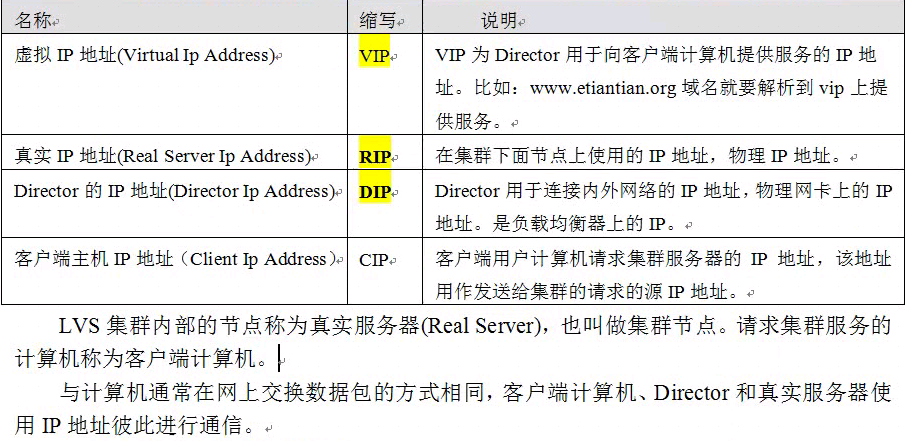 名称 缩写 说明
虚拟 IP 地址(Virtual Ip Address) VIP VIP 为 Director 用于向客户端计算机提供服务的 IP 地
址。比如：www.etiantian.org 域名就要解析到 vip 上提
供服务。
真实 IP 地址(Real Server Ip Address) RIP 在集群下面节点上使用的 IP 地址，物理 IP 地址。
Director 的 IP 地址(Director Ip Address) DIP Director 用于连接内外网络的 IP 地址，物理网卡上的 IP
地址。是负载均衡器上的 IP。
客户端主机 IP 地址（Client Ip Address） CIP 客户端用户计算机请求集群服务器的 IP 地址，该地址
用作发送给集群的请求的源 IP 地址。
LVS 集群内部的节点称为真实服务器(Real Server)，也叫做集群节点。请求集群服务的
计算机称为客户端计算机。
与计算机通常在网上交换数据包的方式相同，客户端计算机、Director 和真实服务器使
用 IP 地址彼此进行通信。